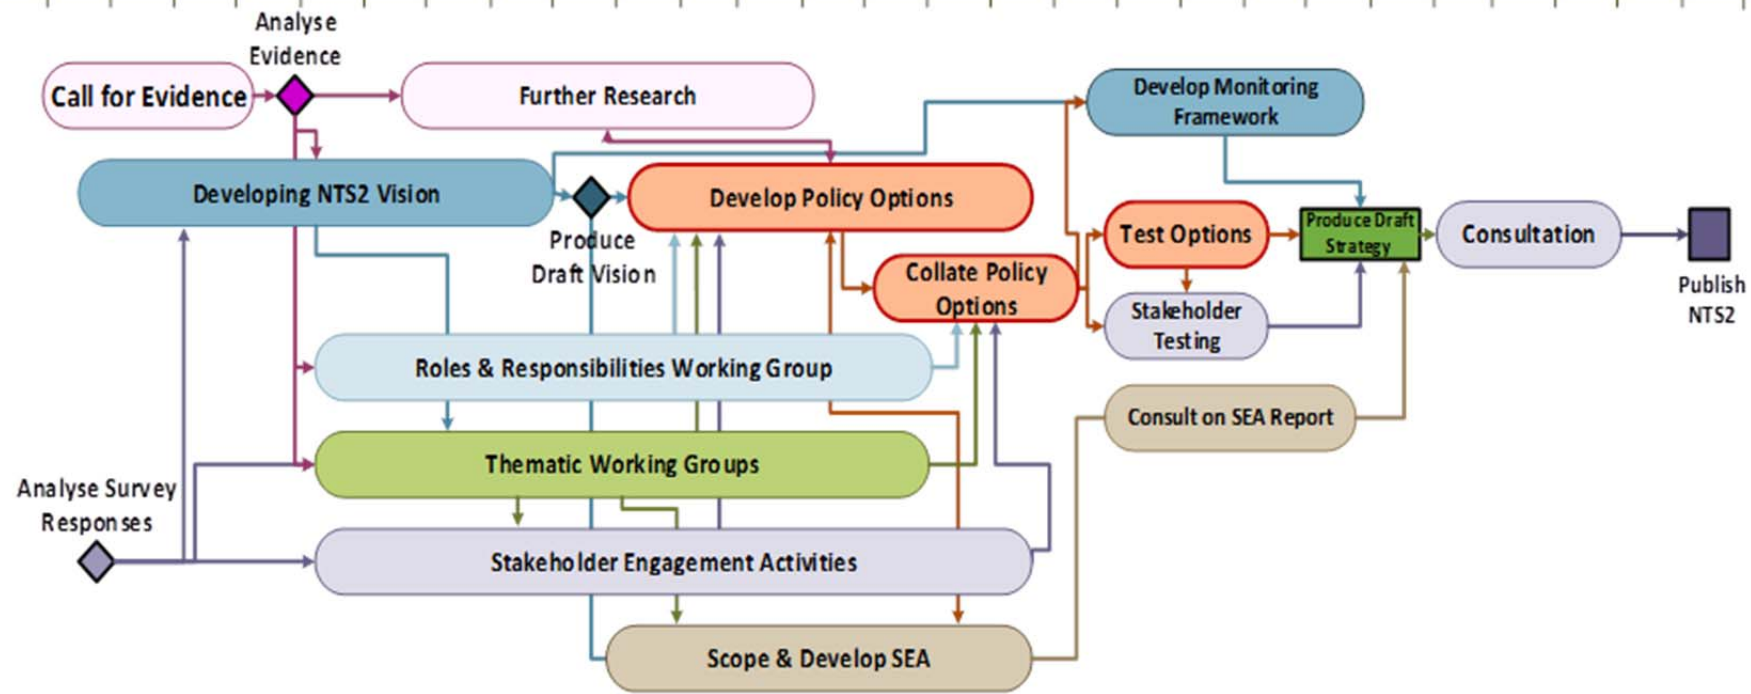 Analyse
Evidence
Call for Evidence
Further Research
Develop Monitoring
Framework
Developing NTS2 Vision
Develop Policy Options
Produce
Draft Vision
Test Options
Produce Draft
Strategy
Consultation
Collate Policy
Options
Publish
NTS2
Stakeholder
Testing
Roles & Responsibilities Working Group
Consult on SEA Report
Thematic Working Groups
Analyse Survey
Responses
Stakeholder Engagement Activities
Scope & Develop SEA